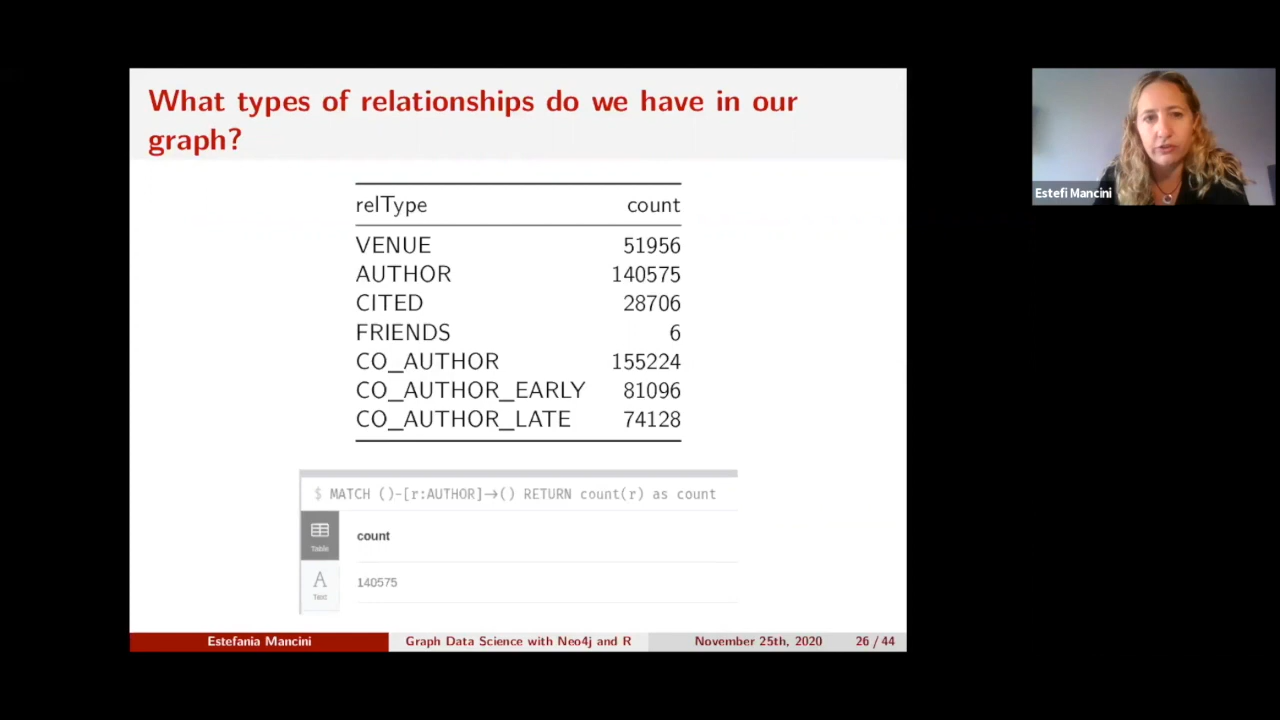 What types of relationships do we have in our
graph?
relType count
VENUE 51956
AUTHOR 140575
CITED 28706
FRIENDS 6
CO_AUTHOR 155224
CO_AUTHOR_EARLY 81096
CO_AUTHOR_LATE 74128
$ MATCH ()-[r:AUTHOR]→() RETURN count(r) as count
Table
count
A
Text
140575
Estefania Mancini Graph Data Science with Neo4j and R November 25th, 2020 26 / 44
Estefi Mancini